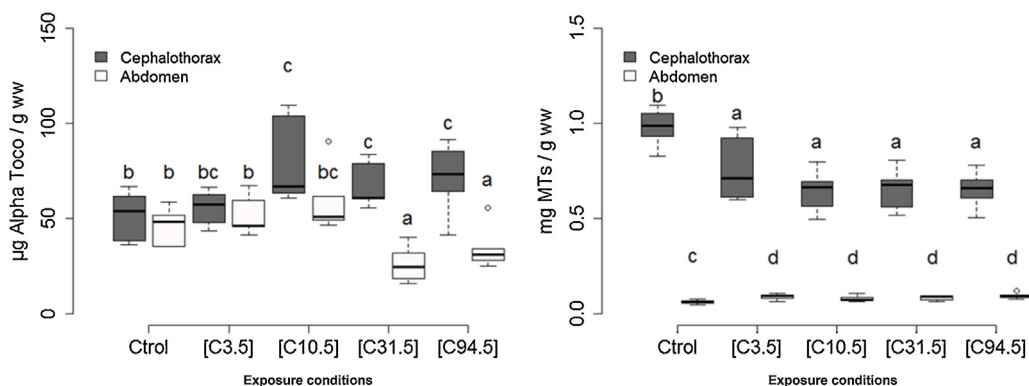 150
100
50
0
µg Alpha Toco / g ww
Cephalothorax
Abdomen
b
b
bc
b
c
bc
c
a
c
a
Ctrol
[C3.5]
[C10.5]
[C31.5]
[C94.5]
Exposure conditions
1.5
1.0
0.5
0.0
mg MTs / g ww
Cephalothorax
Abdomen
b
c
a
d
a
d
a
d
a
d
Ctrol
[C3.5]
[C10.5]
[C31.5]
[C94.5]
Exposure conditions